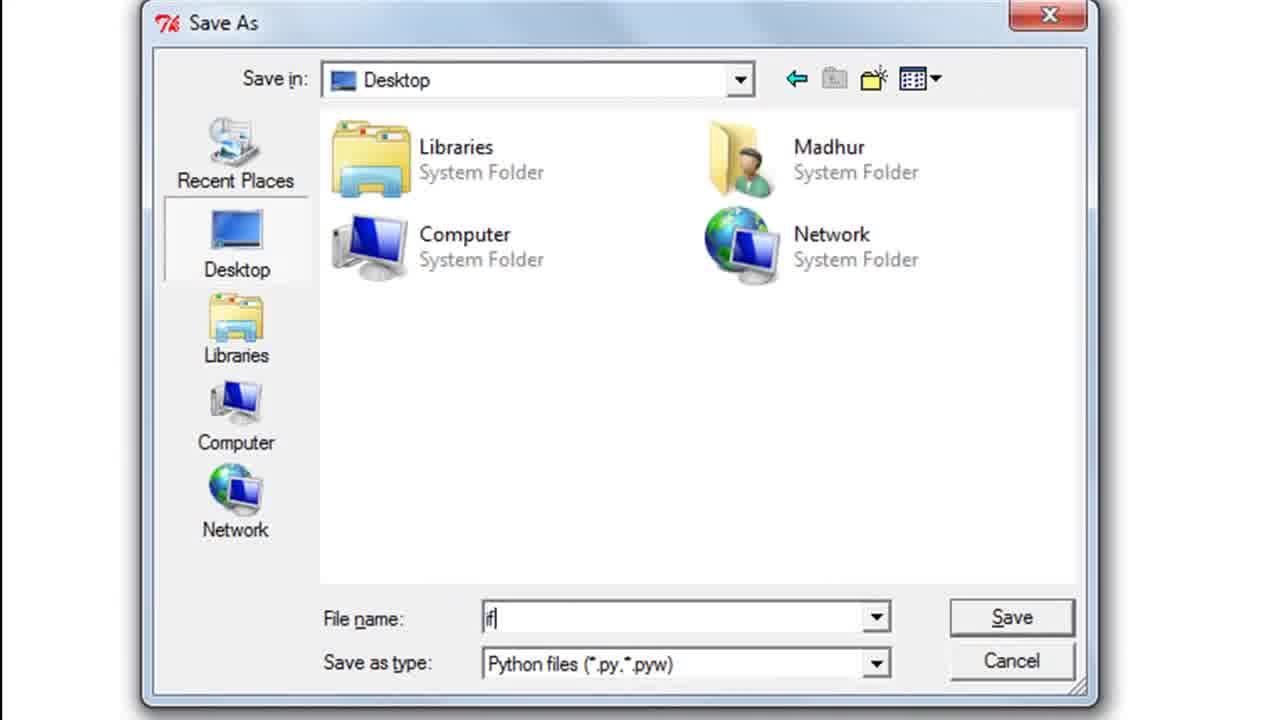 Save As
Save in:
Desktop
Recent Places
Desktop
Libraries
Computer
Network
Libraries
System Folder
Madhur
System Folder
Computer
System Folder
Network
System Folder
File name:
if
Save
Save as type:
Python files (*.py,*.pyw)
Cancel